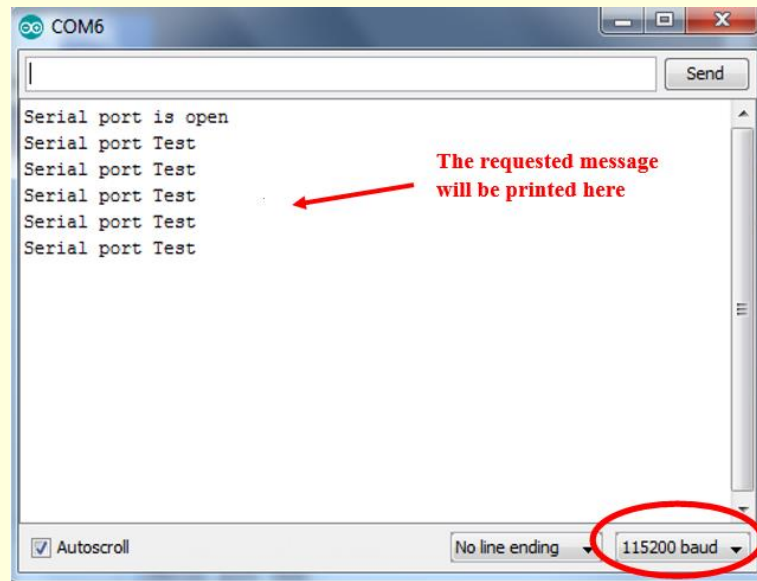 COM6
Send
Serial port is open
Serial port Test
Serial port Test
Serial port Test
Serial port Test
Serial port Test
The requested message
will be printed here
Autoscroll
No line ending
115200 baud